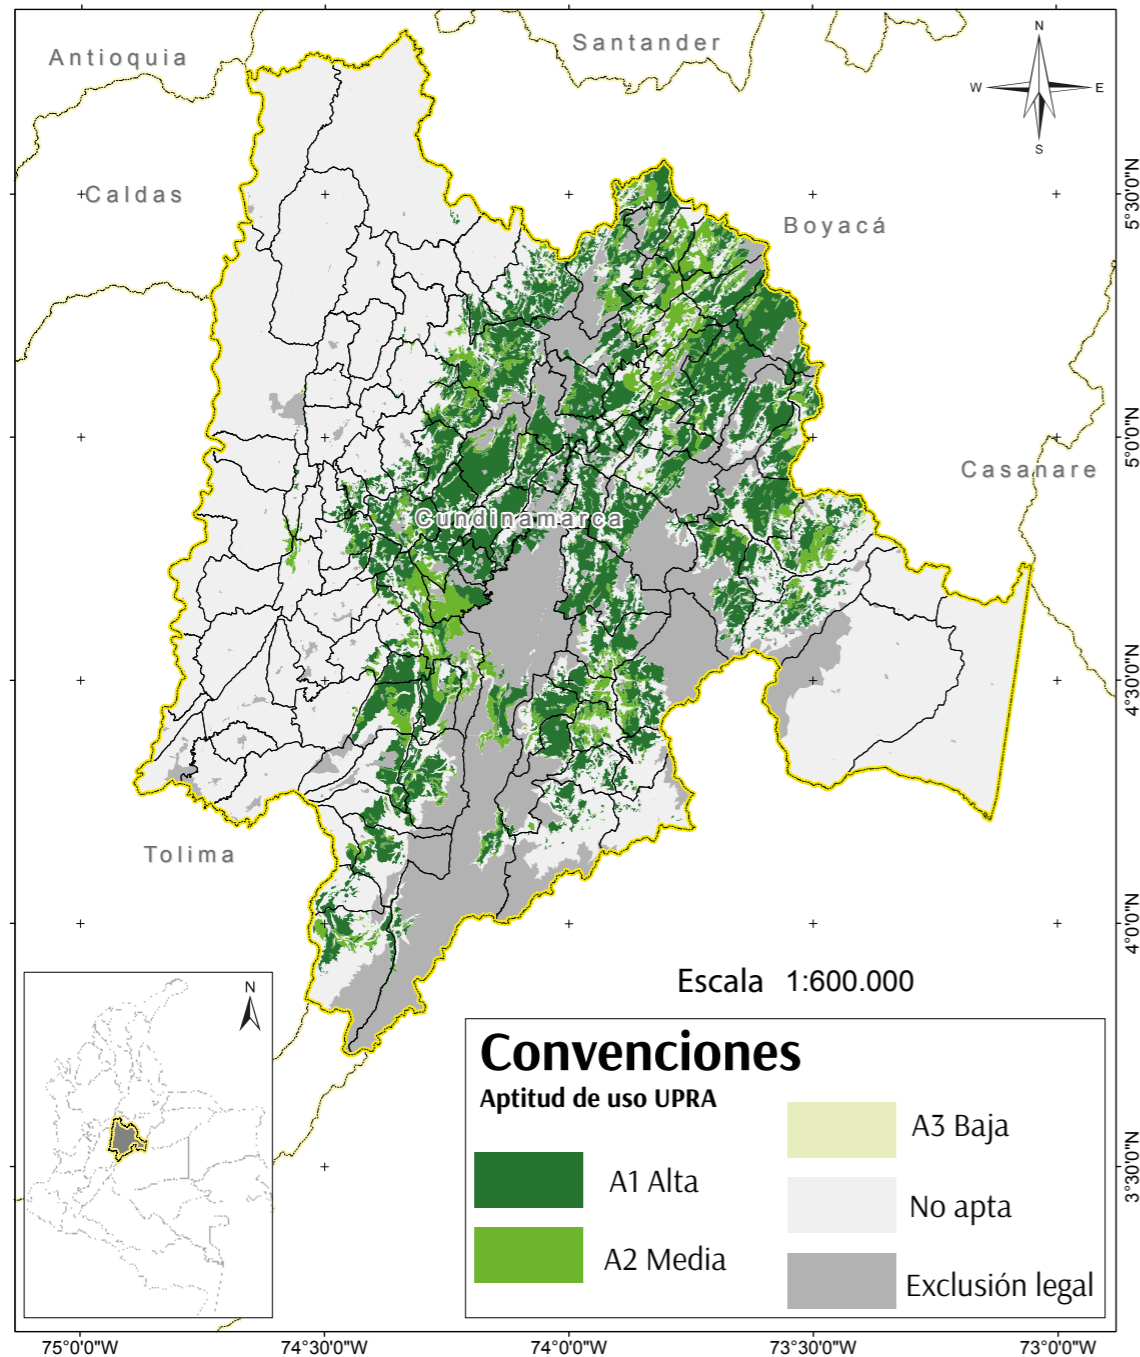 Antioquia
Santander
N
W
E
S
Caldas
Boyacá
5°30'0"N
5°0'0"N
Casanare
Cundinamarca
4°30'0"N
Tolima
4°0'0"N
Escala 1:600.000
N
Convenciones
Aptitud de uso UPRA
A1 Alta
A2 Media
A3 Baja
No apta
Exclusión legal
3°30'0"N
75°0'0"W
74°30'0"W
74°0'0"W
73°30'0"W
73°0'0"W